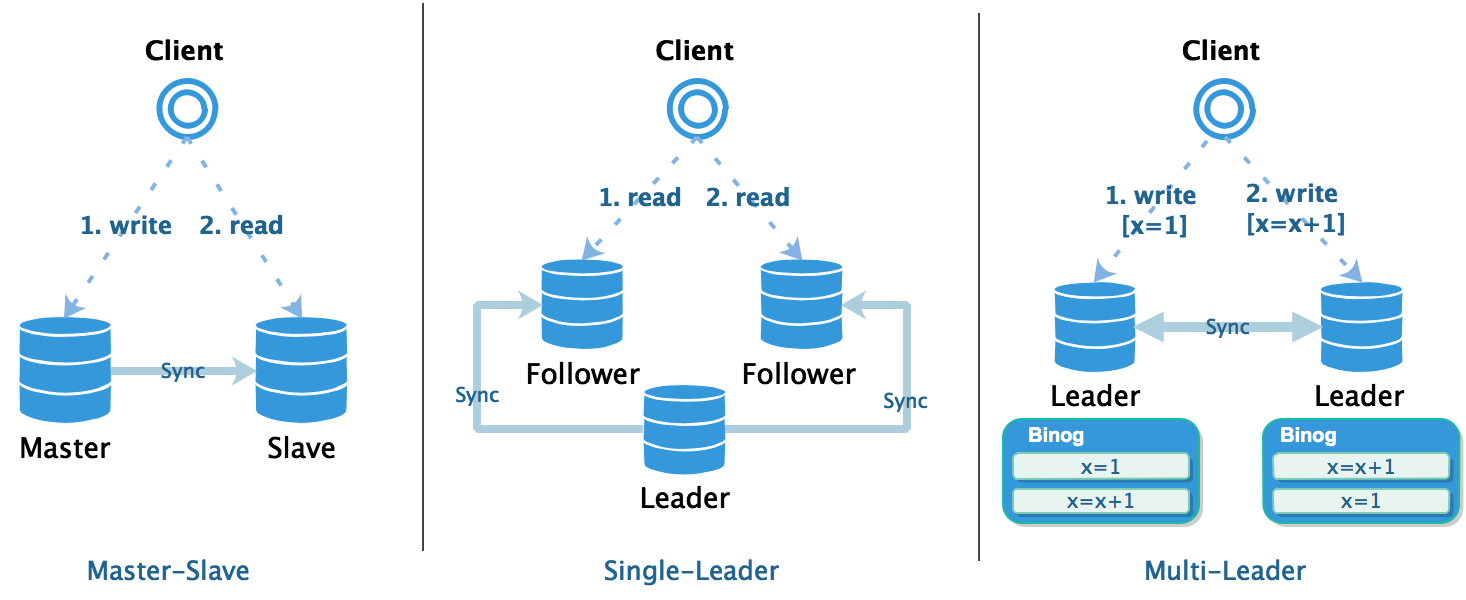 Client
1. write
2. read
Sync
Master
Slave
Master-Slave
Client
1. read
2. read
Follower
Follower
Sync
Sync
Leader
Single-Leader
Client
1. write
[x=1]
2. write
[x=x+1]
Sync
Leader
Leader
Binog
x=1
x=x+1
Binog
x=x+1
x=1
Multi-Leader